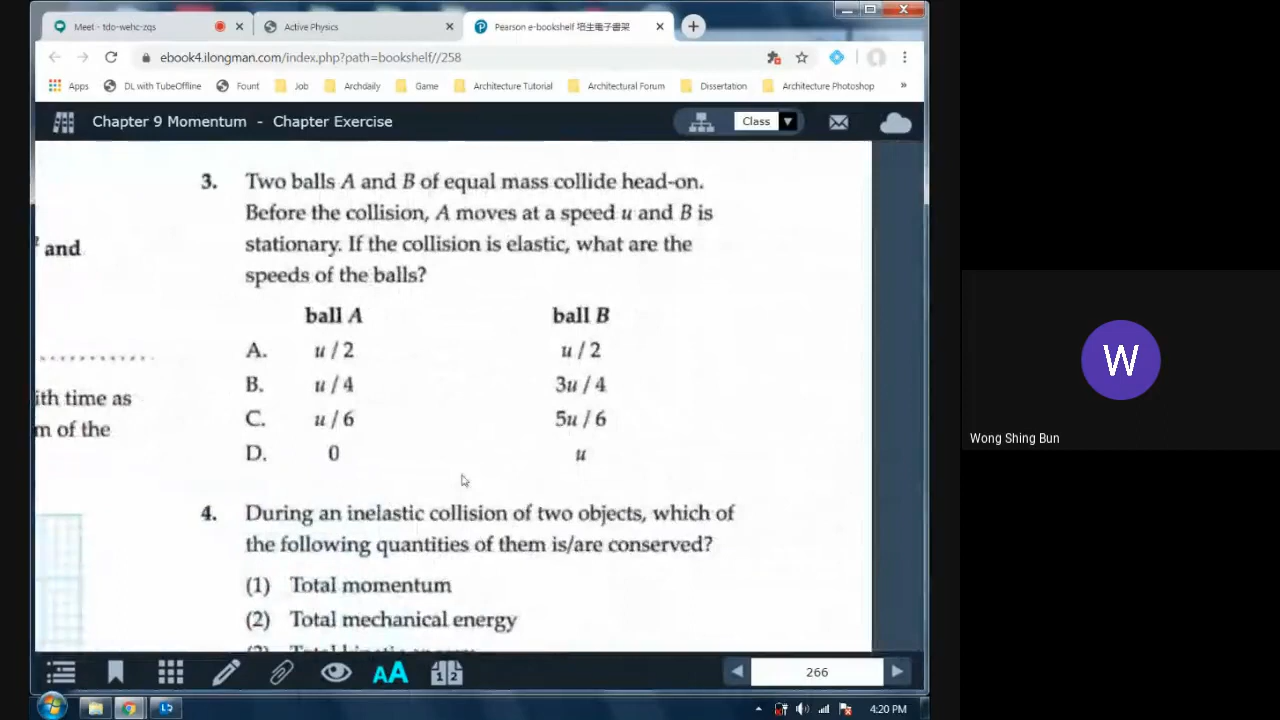 Meet - tdo-wehc-zqs
Active Physics
Pearson e-bookshelf 培生電子書架
ebook4.ilongman.com/index.php?path=bookshelf//258
Apps DL with TubeOffline Fount Job Archdaily Game Architecture Tutorial Architectural Forum Dissertation Architecture Photoshop »
Chapter 9 Momentum - Chapter Exercise
Class
and
ith time as
m of the
3. Two balls A and B of equal mass collide head-on.
Before the collision, A moves at a speed u and B is
stationary. If the collision is elastic, what are the
speeds of the balls?
ball A ball B
A. u / 2 u / 2
B. u / 4 3u / 4
C. u / 6 5u / 6
D. 0 u
4. During an inelastic collision of two objects, which of
the following quantities of them is/are conserved?
(1) Total momentum
(2) Total mechanical energy
AA
1 2
266
4:20 PM
W
Wong Shing Bun